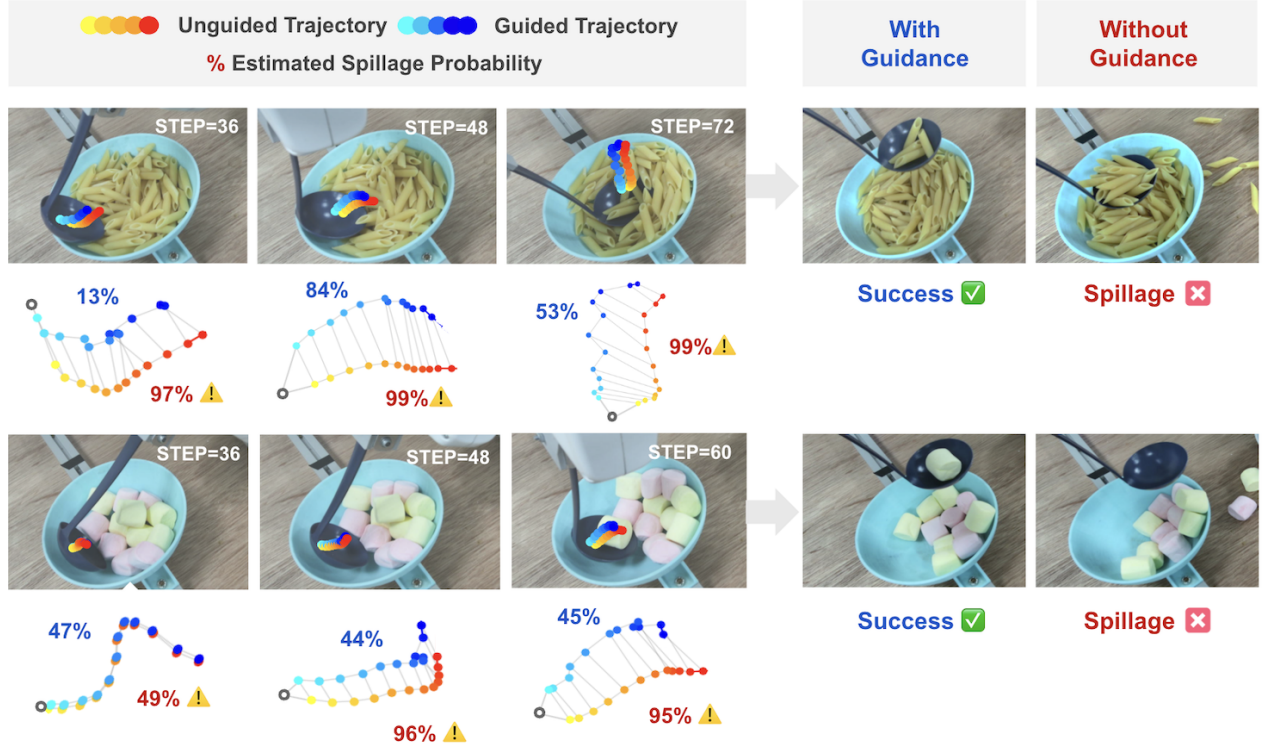 Unguided Trajectory
Guided Trajectory
% Estimated Spillage Probability
With
Guidance
Without
Guidance
STEP=36
STEP=48
STEP=72
13%
97%
84%
99%
53%
99%
Success
Spillage
STEP=36
STEP=48
STEP=60
47%
49%
44%
96%
45%
95%
Success
Spillage